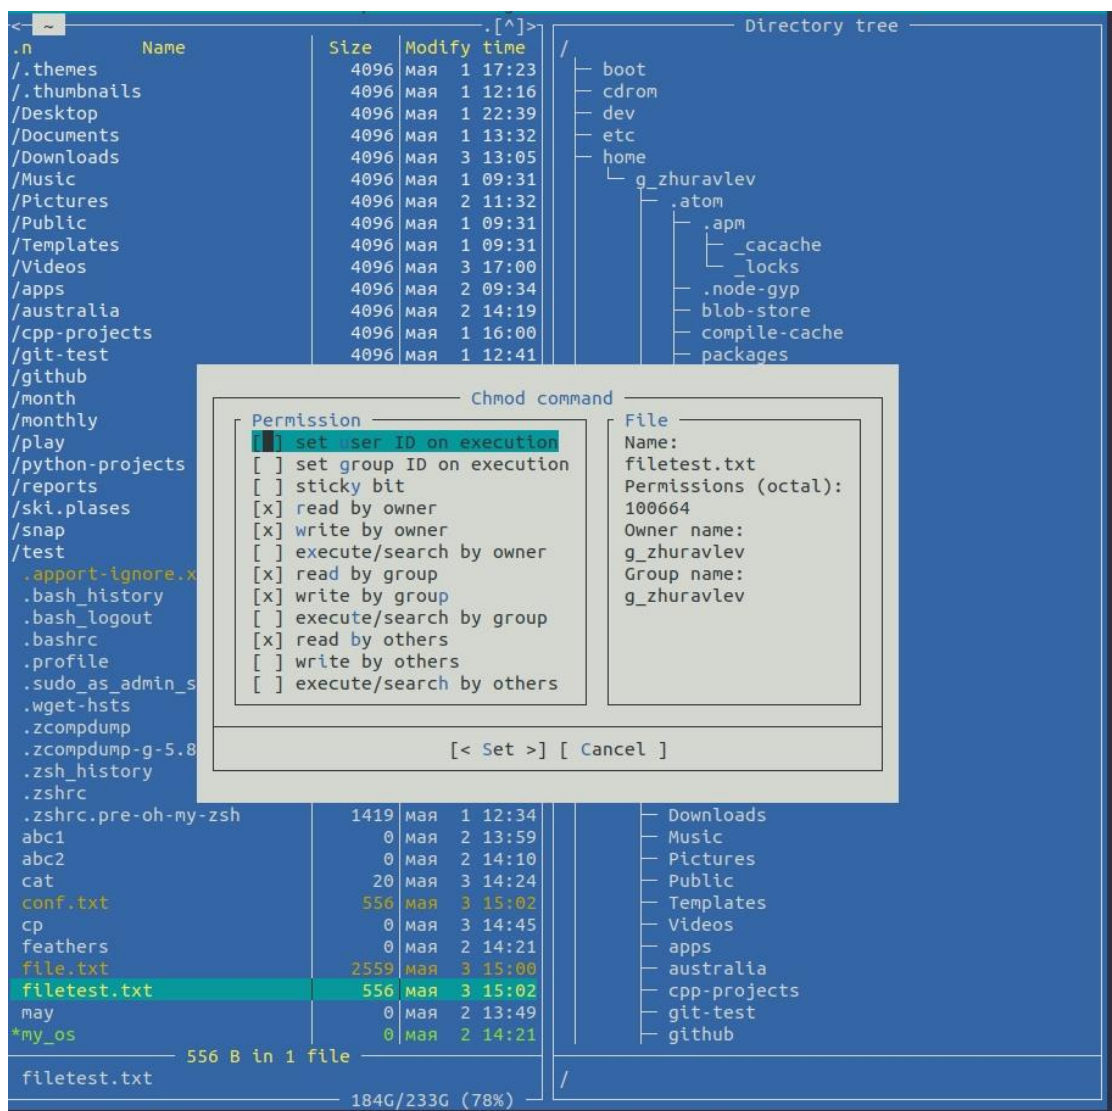 <- ~ .[^]>
.n Name Size Modify time
/.themes 4096 мая 1 17:23
/.thumbnails 4096 мая 1 12:16
/Desktop 4096 мая 1 22:39
/Documents 4096 мая 1 13:32
/Downloads 4096 мая 3 13:05
/Music 4096 мая 1 09:31
/Pictures 4096 мая 2 11:32
/Public 4096 мая 1 09:31
/Templates 4096 мая 1 09:31
/Videos 4096 мая 3 17:00
/apps 4096 мая 2 09:34
/australia 4096 мая 2 14:19
/cpp-projects 4096 мая 1 16:00
/git-test 4096 мая 1 12:41
/github
/month
/monthly
/play
/python-projects
/reports
/ski.plases
/snap
/test
.apport-ignore.x
.bash_history
.bash_logout
.bashrc
.profile
.sudo_as_admin_s
.wget-hsts
.zcompdump
.zcompdump-g-5.8
.zsh_history
.zshrc
.zshrc.pre-oh-my-zsh 1419 мая 1 12:34
abc1 0 мая 2 13:59
abc2 0 мая 2 14:10
cat 20 мая 3 14:24
conf.txt 556 мая 3 15:02
cp 0 мая 3 14:45
feathers 0 мая 2 14:21
file.txt 2559 мая 3 15:00
filetest.txt 556 мая 3 15:02
may 0 мая 2 13:49
*my_os 0 мая 2 14:21
556 B in 1 file
filetest.txt
184G/233G (78%)
Chmod command
Permission
[ ] set user ID on execution
[ ] set group ID on execution
[ ] sticky bit
[x] read by owner
[x] write by owner
[ ] execute/search by owner
[x] read by group
[x] write by group
[ ] execute/search by group
[x] read by others
[ ] write by others
[ ] execute/search by others
File
Name:
filetest.txt
Permissions (octal):
100664
Owner name:
g_zhuravlev
Group name:
g_zhuravlev
[< Set >] [ Cancel ]
Directory tree
/
boot
cdrom
dev
etc
home
g_zhuravlev
.atom
.apm
_cacache
_locks
.node-gyp
blob-store
compile-cache
packages
Downloads
Music
Pictures
Public
Templates
Videos
apps
australia
cpp-projects
git-test
github
/